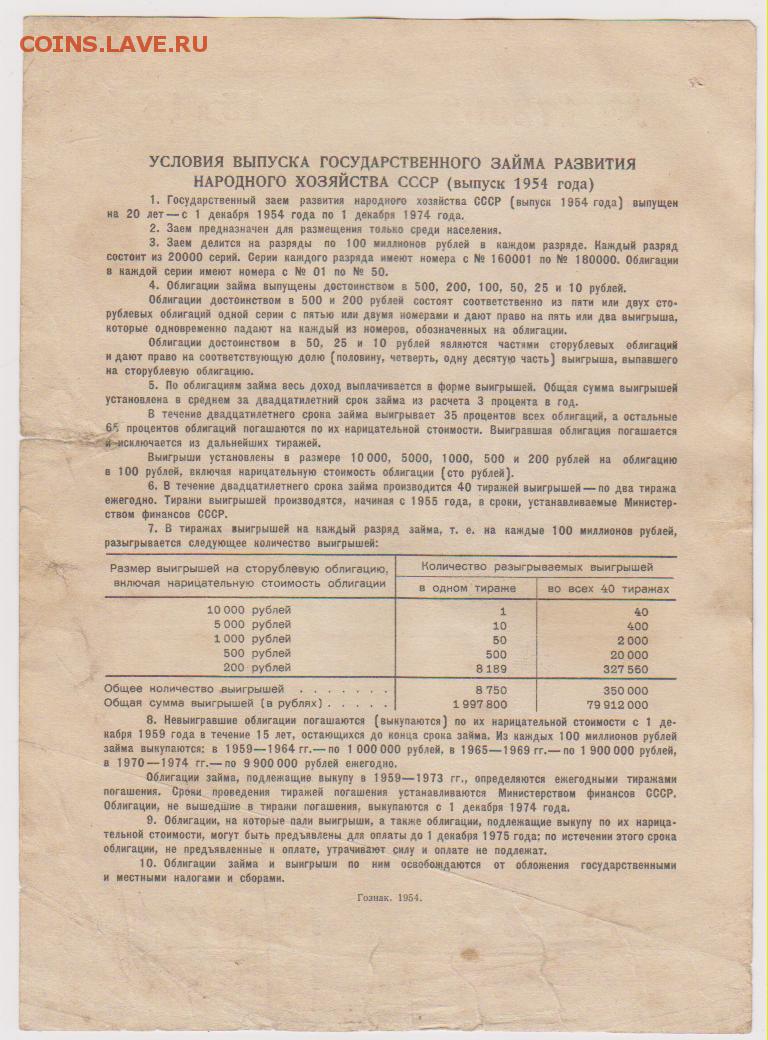 COINS.LAVE.RU
УСЛОВИЯ ВЫПУСКА ГОСУДАРСТВЕННОГО ЗАЙМА РАЗВИТИЯ
НАРОДНОГО ХОЗЯЙСТВА СССР (выпуск 1954 года)
1. Государственный заем развития народного хозяйства СССР (выпуск 1954 года) выпущен
на 20 лет — с 1 декабря 1954 года по 1 декабря 1974 года.
2. Заем предназначен для размещения только среди населения.
3. Заем делится на разряды по 100 миллионов рублей в каждом разряде. Каждый разряд
состоит из 20000 серий. Серии каждого разряда имеют номера с № 160001 по № 180000. Облигации
в каждой серии имеют номера с № 01 по № 50.
4. Облигации займа выпущены достоинством в 500, 200, 100, 50, 25 и 10 рублей.
Облигации достоинством в 500 и 200 рублей состоят соответственно из пяти или двух сто-
рублевых облигаций одной серии с пятью или двумя номерами и дают право на пять или два выигрыша,
которые одновременно падают на каждый из номеров, обозначенных на облигации.
Облигации достоинством в 50, 25 и 10 рублей являются частями сторублевых облигаций
и дают право на соответствующую долю (половину, четверть, одну десятую часть) выигрыша, выпавшего
на сторублевую облигацию.
5. По облигациям займа весь доход выплачивается в форме выигрышей. Общая сумма выигрышей
установлена в среднем за двадцатилетний срок займа из расчета 3 процента в год.
В течение двадцатилетнего срока займа выигрывает 35 процентов всех облигаций, а остальные
65 процентов облигаций погашаются по их нарицательной стоимости. Выигравшая облигация погашается
и исключается из дальнейших тиражей.
Выигрыши установлены в размере 10 000, 5000, 1000, 500 и 200 рублей на облигацию
в 100 рублей, включая нарицательную стоимость облигации (сто рублей).
6. В течение двадцатилетнего срока займа производится 40 тиражей выигрышей — по два тиража
ежегодно. Тиражи выигрышей производятся, начиная с 1955 года, в сроки, устанавливаемые Министер-
ством финансов СССР.
7. В тиражах выигрышей на каждый разряд займа, т. е. на каждые 100 миллионов рублей,
разыгрывается следующее количество выигрышей:
Размер выигрышей на сторублевую облигацию, включая нарицательную стоимость облигации
Количество разыгрываемых выигрышей
в одном тираже во всех 40 тиражах
10 000 рублей 1 40
5 000 рублей 10 400
1 000 рублей 50 2 000
500 рублей 500 20 000
200 рублей 8 189 327 560
Общее количество выигрышей . . . . . . . 8 750 350 000
Общая сумма выигрышей (в рублях) . . . . . 1 997 800 79 912 000
8. Невыигравшие облигации погашаются (выкупаются) по их нарицательной стоимости с 1 де-
кабря 1959 года в течение 15 лет, остающихся до конца срока займа. Из каждых 100 миллионов рублей
займа выкупаются: в 1959—1964 гг.— по 1 000 000 рублей, в 1965—1969 гг.— по 1 900 000 рублей,
в 1970—1974 гг.— по 9 900 000 рублей ежегодно.
Облигации займа, подлежащие выкупу в 1959—1973 гг., определяются ежегодными тиражами
погашения. Сроки проведения тиражей погашения устанавливаются Министерством финансов СССР.
Облигации, не вышедшие в тиражи погашения, выкупаются с 1 декабря 1974 года.
9. Облигации, на которые пали выигрыши, а также облигации, подлежащие выкупу по их нарица-
тельной стоимости, могут быть предъявлены для оплаты до 1 декабря 1975 года; по истечении этого срока
облигации, не предъявленные к оплате, утрачивают силу и оплате не подлежат.
10. Облигации займа и выигрыши по ним освобождаются от обложения государственными
и местными налогами и сборами.
Гознак. 1954.